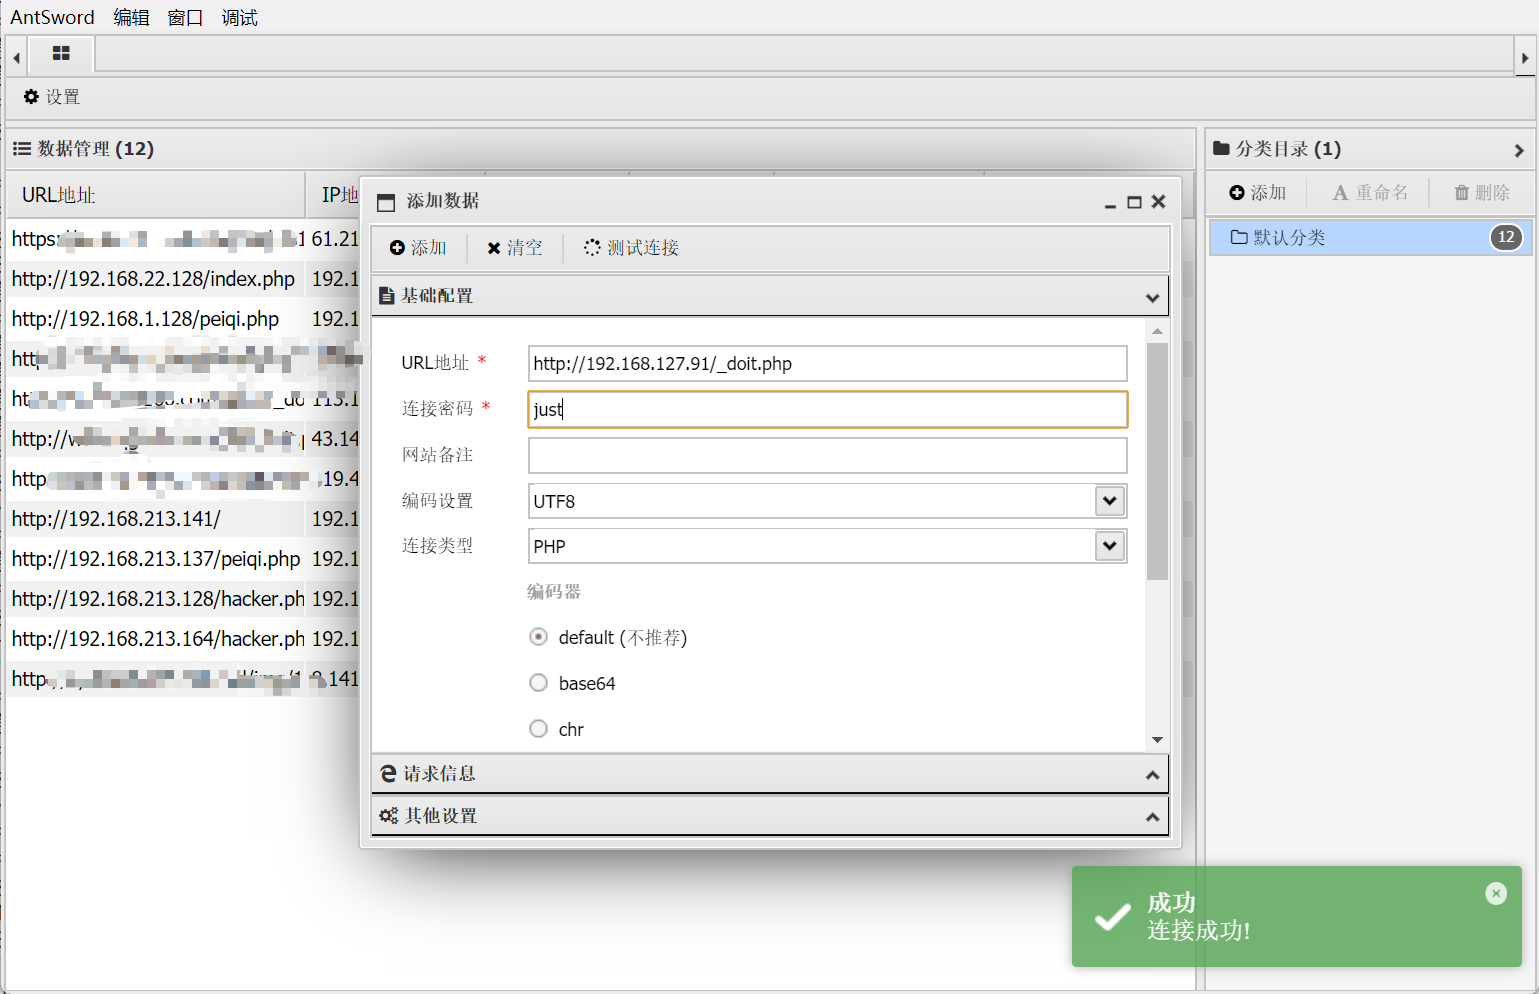 AntSword 编辑 窗口 调试
设置
数据管理 (12)
URL地址 IP地
https:/ 1 61.21
http://192.168.22.128/index.php 192.1
http://192.168.1.128/peiqi.php 192.1
htt
ht _do 113.1
http://w 43.14
http .19.4
http://192.168.213.141/ 192.1
http://192.168.213.137/peiqi.php 192.1
http://192.168.213.128/hacker.ph 192.1
http://192.168.213.164/hacker.ph 192.1
http .141
添加数据
添加 清空 测试连接
基础配置
URL地址 * http://192.168.127.91/_doit.php
连接密码 * just
网站备注
编码设置 UTF8
连接类型 PHP
编码器
default (不推荐)
base64
chr
请求信息
其他设置
分类目录 (1)
添加 重命名 删除
默认分类 12
成功
连接成功!